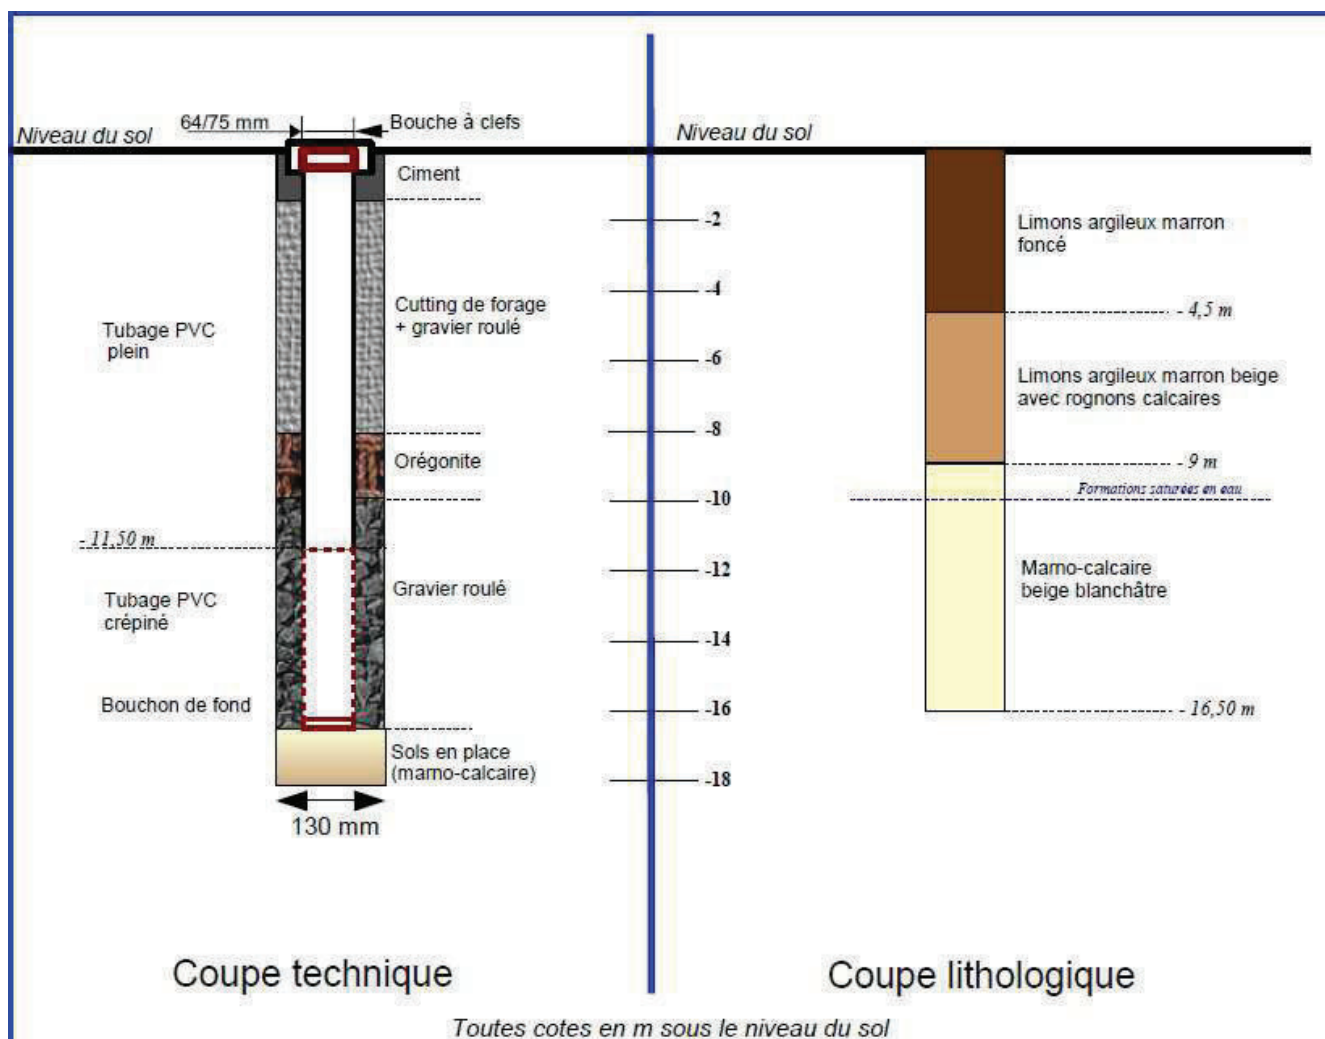 64/75 mm
Bouche à clefs
Niveau du sol
Niveau du sol
Ciment
-2
Limons argileux marron
foncé
-4
Cutting de forage
+ gravier roulé
- 4,5 m
Tubage PVC
plein
-6
Limons argileux marron beige
avec rognons calcaires
-8
Orégonite
- 9 m
Formations saturées en eau
-10
- 11,50 m
-12
Marno-calcaire
beige blanchâtre
Gravier roulé
Tubage PVC
crépiné
-14
Bouchon de fond
-16
- 16,50 m
Sols en place
(marno-calcaire)
-18
130 mm
Coupe technique
Coupe lithologique
Toutes cotes en m sous le niveau du sol